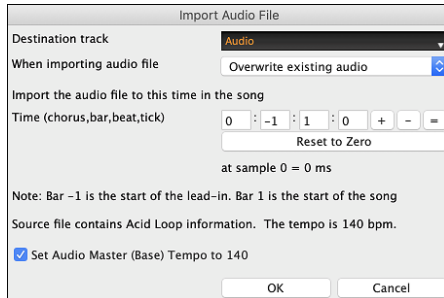 Import Audio File
Destination track Audio
When importing audio file Overwrite existing audio
Import the audio file to this time in the song
Time (chorus,bar,beat,tick) 0 : -1 : 1 : 0 + - =
Reset to Zero
at sample 0 = 0 ms
Note: Bar -1 is the start of the lead-in. Bar 1 is the start of the song
Source file contains Acid Loop information. The tempo is 140 bpm.
Set Audio Master (Base) Tempo to 140
OK Cancel